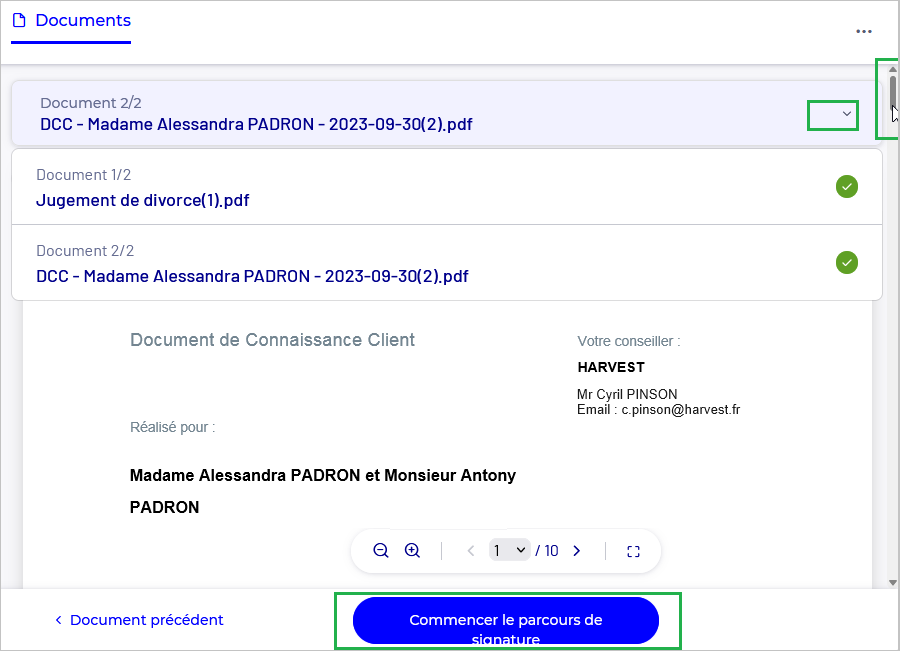 Documents
Document 2/2
DCC - Madame Alessandra PADRON - 2023-09-30(2).pdf
Document 1/2
Jugement de divorce(1).pdf
Document 2/2
DCC - Madame Alessandra PADRON - 2023-09-30(2).pdf
Document de Connaissance Client
Votre conseiller :
HARVEST
Mr Cyril PINSON
Email : c.pinson@harvest.fr
Réalisé pour :
Madame Alessandra PADRON et Monsieur Antony
PADRON
1 / 10
Document précédent
Commencer le parcours de
signature